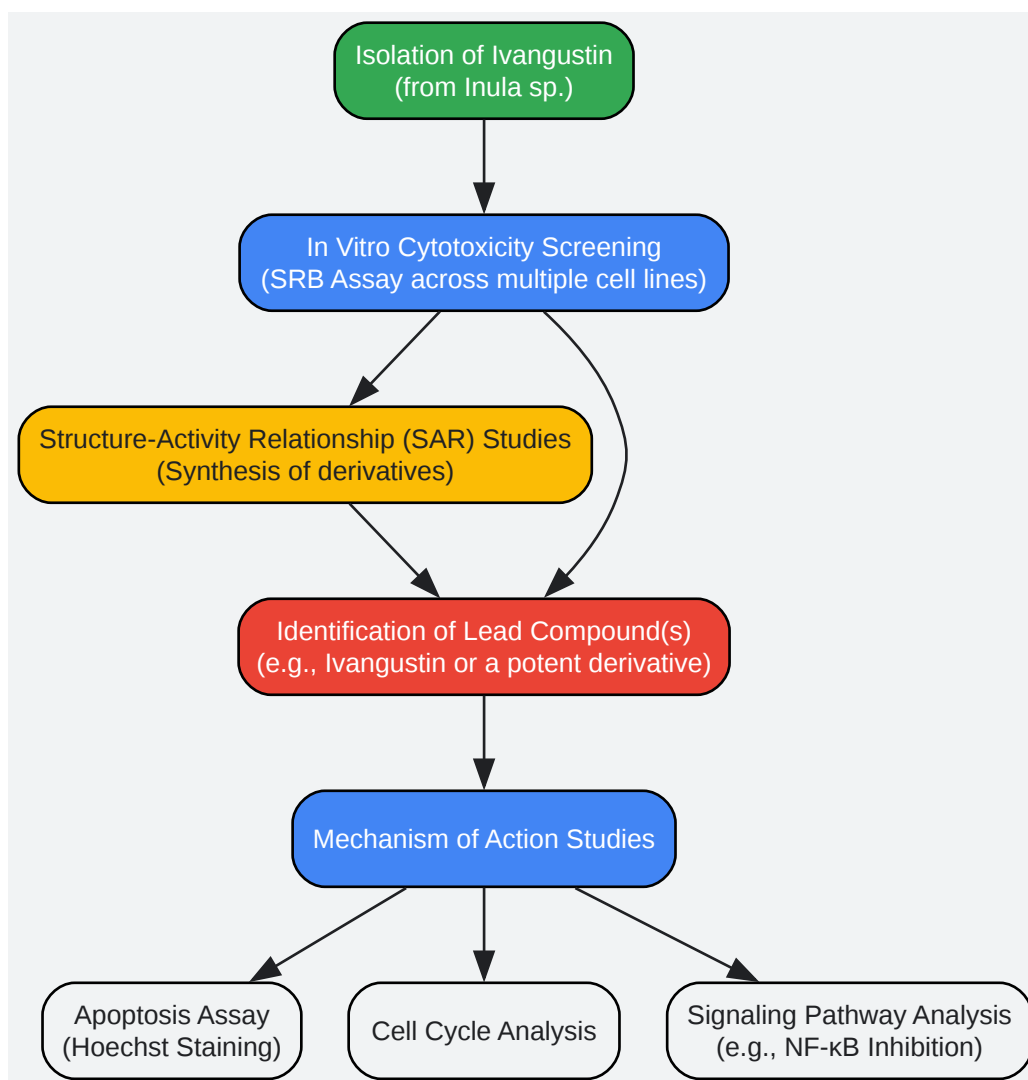 Isolation of Ivangustin
(from Inula sp.)
In Vitro Cytotoxicity Screening
(SRB Assay across multiple cell lines)
Structure-Activity Relationship (SAR) Studies
(Synthesis of derivatives)
Identification of Lead Compound(s)
(e.g., Ivangustin or a potent derivative)
Mechanism of Action Studies
Apoptosis Assay
(Hoechst Staining)
Cell Cycle Analysis
Signaling Pathway Analysis
(e.g., NF-κB Inhibition)